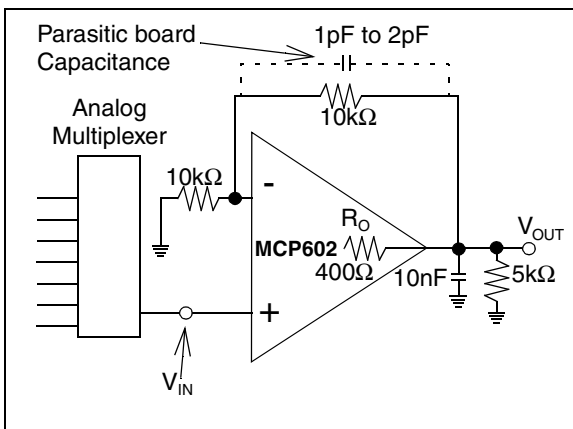 Parasitic board
Capacitance
1pF to 2pF
10kΩ
Analog
Multiplexer
10kΩ
-
R_O
MCP602
400Ω
V_OUT
10nF
5kΩ
+
V_IN